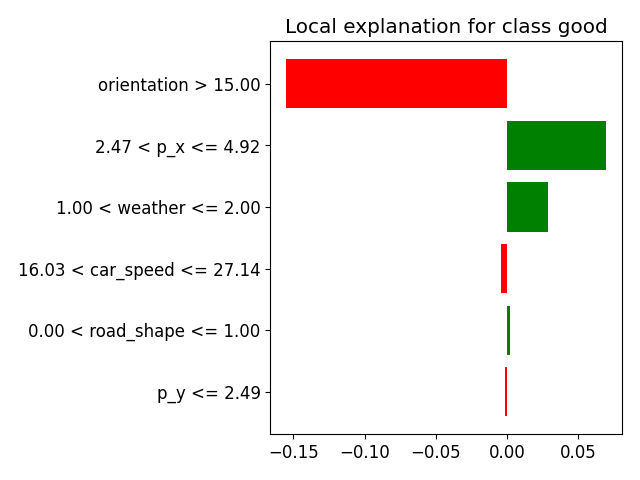 Local explanation for class good
orientation > 15.00
2.47 < p_x <= 4.92
1.00 < weather <= 2.00
16.03 < car_speed <= 27.14
0.00 < road_shape <= 1.00
p_y <= 2.49
−0.15 −0.10 −0.05 0.00 0.05